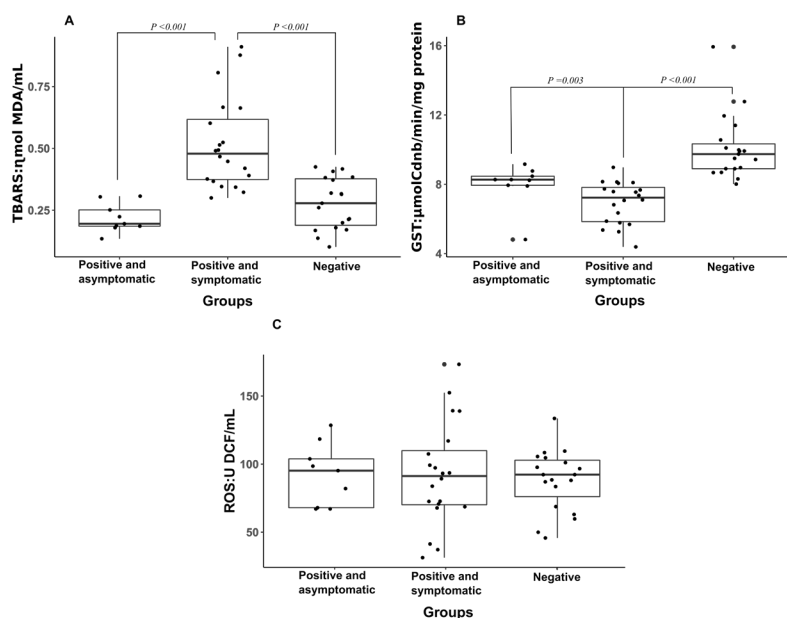 A
P <0.001
P <0.001
TBARS:ηmol MDA/mL
0.75
0.50
0.25
Positive and
asymptomatic
Positive and
symptomatic
Negative
Groups
B
P =0.003
P <0.001
GST:μmolCdnb/min/mg protein
16
12
8
4
Positive and
asymptomatic
Positive and
symptomatic
Negative
Groups
C
ROS:U DCF/mL
150
100
50
Positive and
asymptomatic
Positive and
symptomatic
Negative
Groups